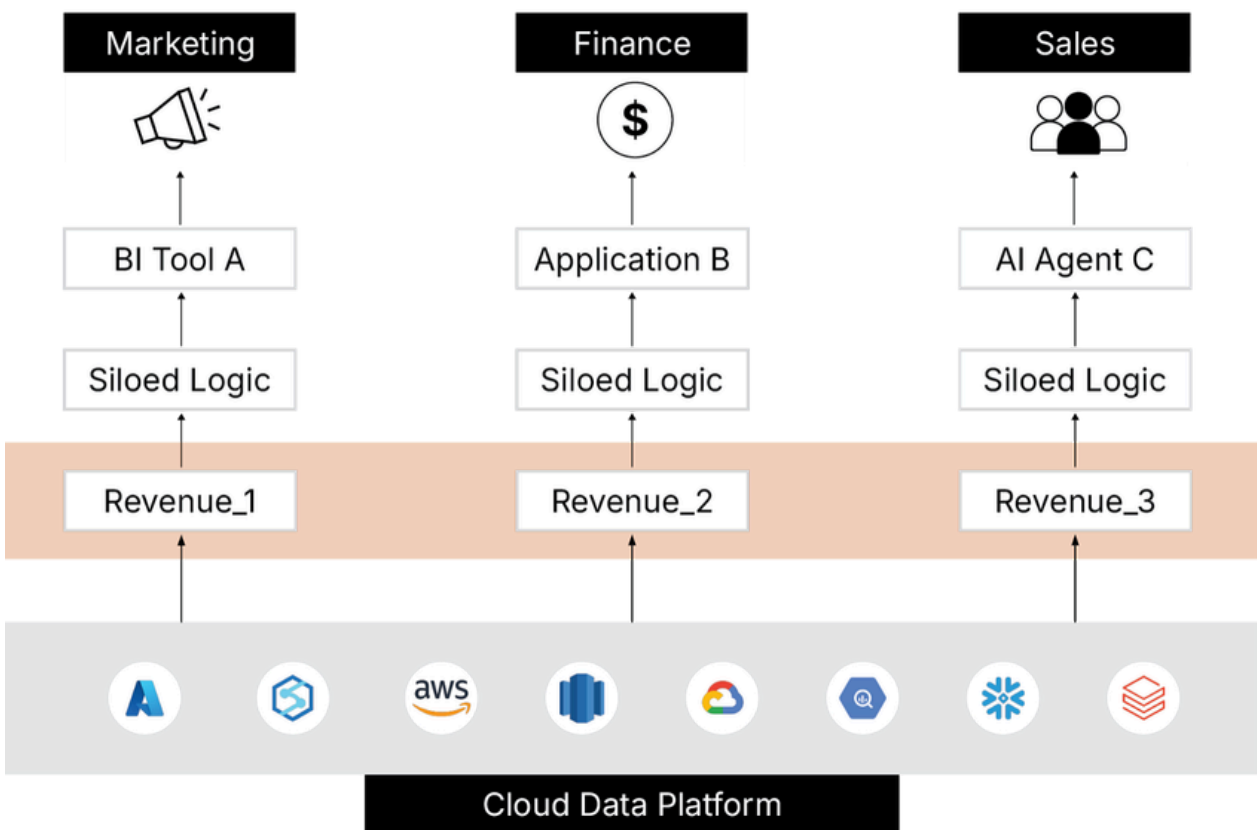 Marketing Finance Sales
$
BI Tool A Application B AI Agent C
Siloed Logic Siloed Logic Siloed Logic
Revenue_1 Revenue_2 Revenue_3
aws
Cloud Data Platform